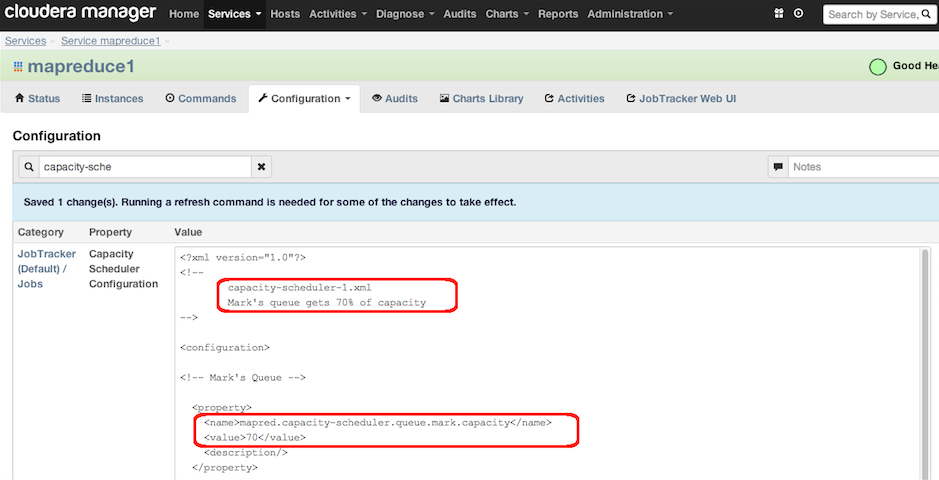 cloudera manager Home Services Hosts Activities Diagnose Audits Charts Reports Administration Search by Service,
Services Service mapreduce1
mapreduce1 Good Hea
Status Instances Commands Configuration Audits Charts Library Activities JobTracker Web UI
Configuration
capacity-sche Notes
Saved 1 change(s). Running a refresh command is needed for some of the changes to take effect.
Category Property Value
JobTracker (Default) / Jobs
Capacity Scheduler Configuration
<?xml version="1.0"?>
<!--
capacity-scheduler-1.xml
Mark's queue gets 70% of capacity
-->
<configuration>
<!-- Mark's Queue -->
<property>
<name>mapred.capacity-scheduler.queue.mark.capacity</name>
<value>70</value>
<description/>
</property>